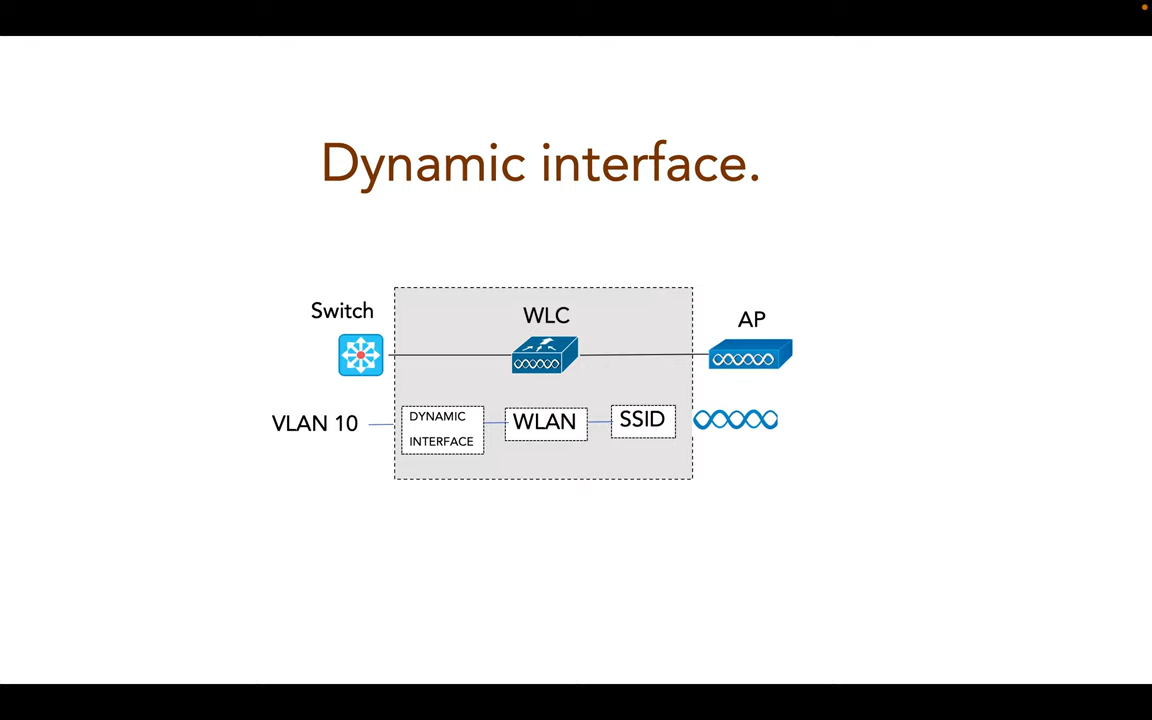 Dynamic interface.
Switch
WLC
AP
VLAN 10
DYNAMIC
INTERFACE
WLAN
SSID